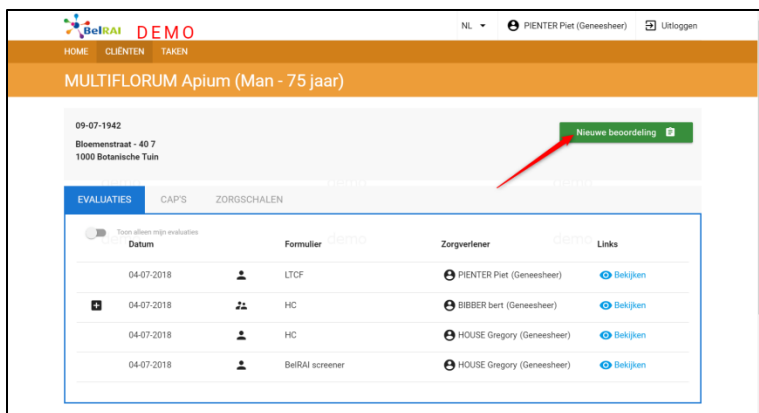 BelRAI DEMO NL PIENTER Piet (Geneesheer) Uitloggen
HOME CLIËNTEN TAKEN
MULTIFLORUM Apium (Man - 75 jaar)
09-07-1942
Nieuwe beoordeling
Bloemenstraat - 40 7
1000 Botanische Tuin
EVALUATIES CAP'S ZORGSCHALEN
Toon alleen mijn evaluaties
Datum Formulier demo Zorgverlener demo Links
04-07-2018 LTCF PIENTER Piet (Geneesheer) Bekijken
04-07-2018 HC BIBBER bert (Geneesheer) Bekijken
04-07-2018 HC HOUSE Gregory (Geneesheer) Bekijken
04-07-2018 BelRAI screener HOUSE Gregory (Geneesheer) Bekijken